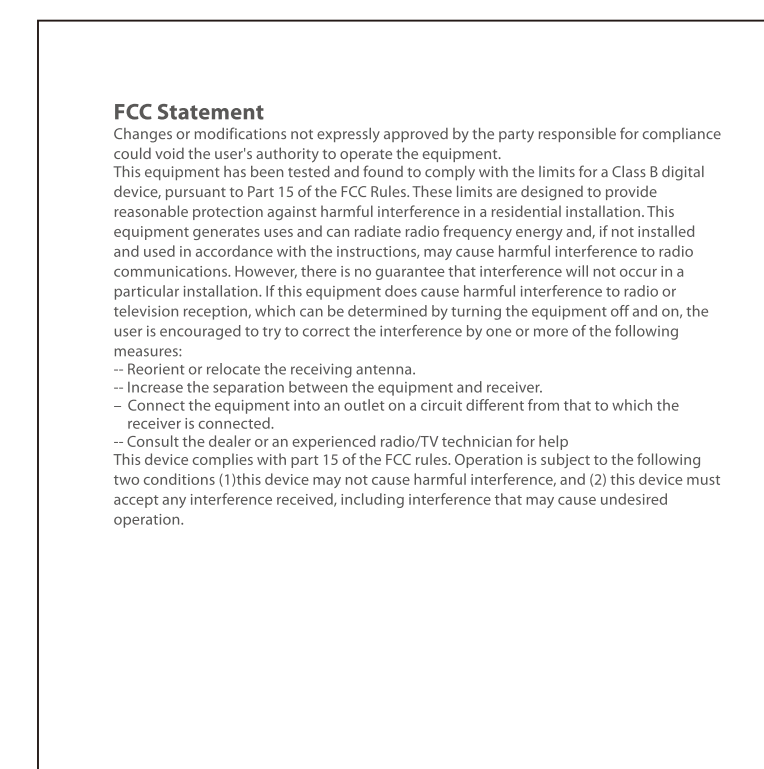 FCC Statement
Changes or modifications not expressly approved by the party responsible for compliance
could void the user's authority to operate the equipment.
This equipment has been tested and found to comply with the limits for a Class B digital
device, pursuant to Part 15 of the FCC Rules. These limits are designed to provide
reasonable protection against harmful interference in a residential installation. This
equipment generates uses and can radiate radio frequency energy and, if not installed
and used in accordance with the instructions, may cause harmful interference to radio
communications. However, there is no guarantee that interference will not occur in a
particular installation. If this equipment does cause harmful interference to radio or
television reception, which can be determined by turning the equipment off and on, the
user is encouraged to try to correct the interference by one or more of the following
measures:
-- Reorient or relocate the receiving antenna.
-- Increase the separation between the equipment and receiver.
– Connect the equipment into an outlet on a circuit different from that to which the
receiver is connected.
-- Consult the dealer or an experienced radio/TV technician for help
This device complies with part 15 of the FCC rules. Operation is subject to the following
two conditions (1)this device may not cause harmful interference, and (2) this device must
accept any interference received, including interference that may cause undesired
operation.